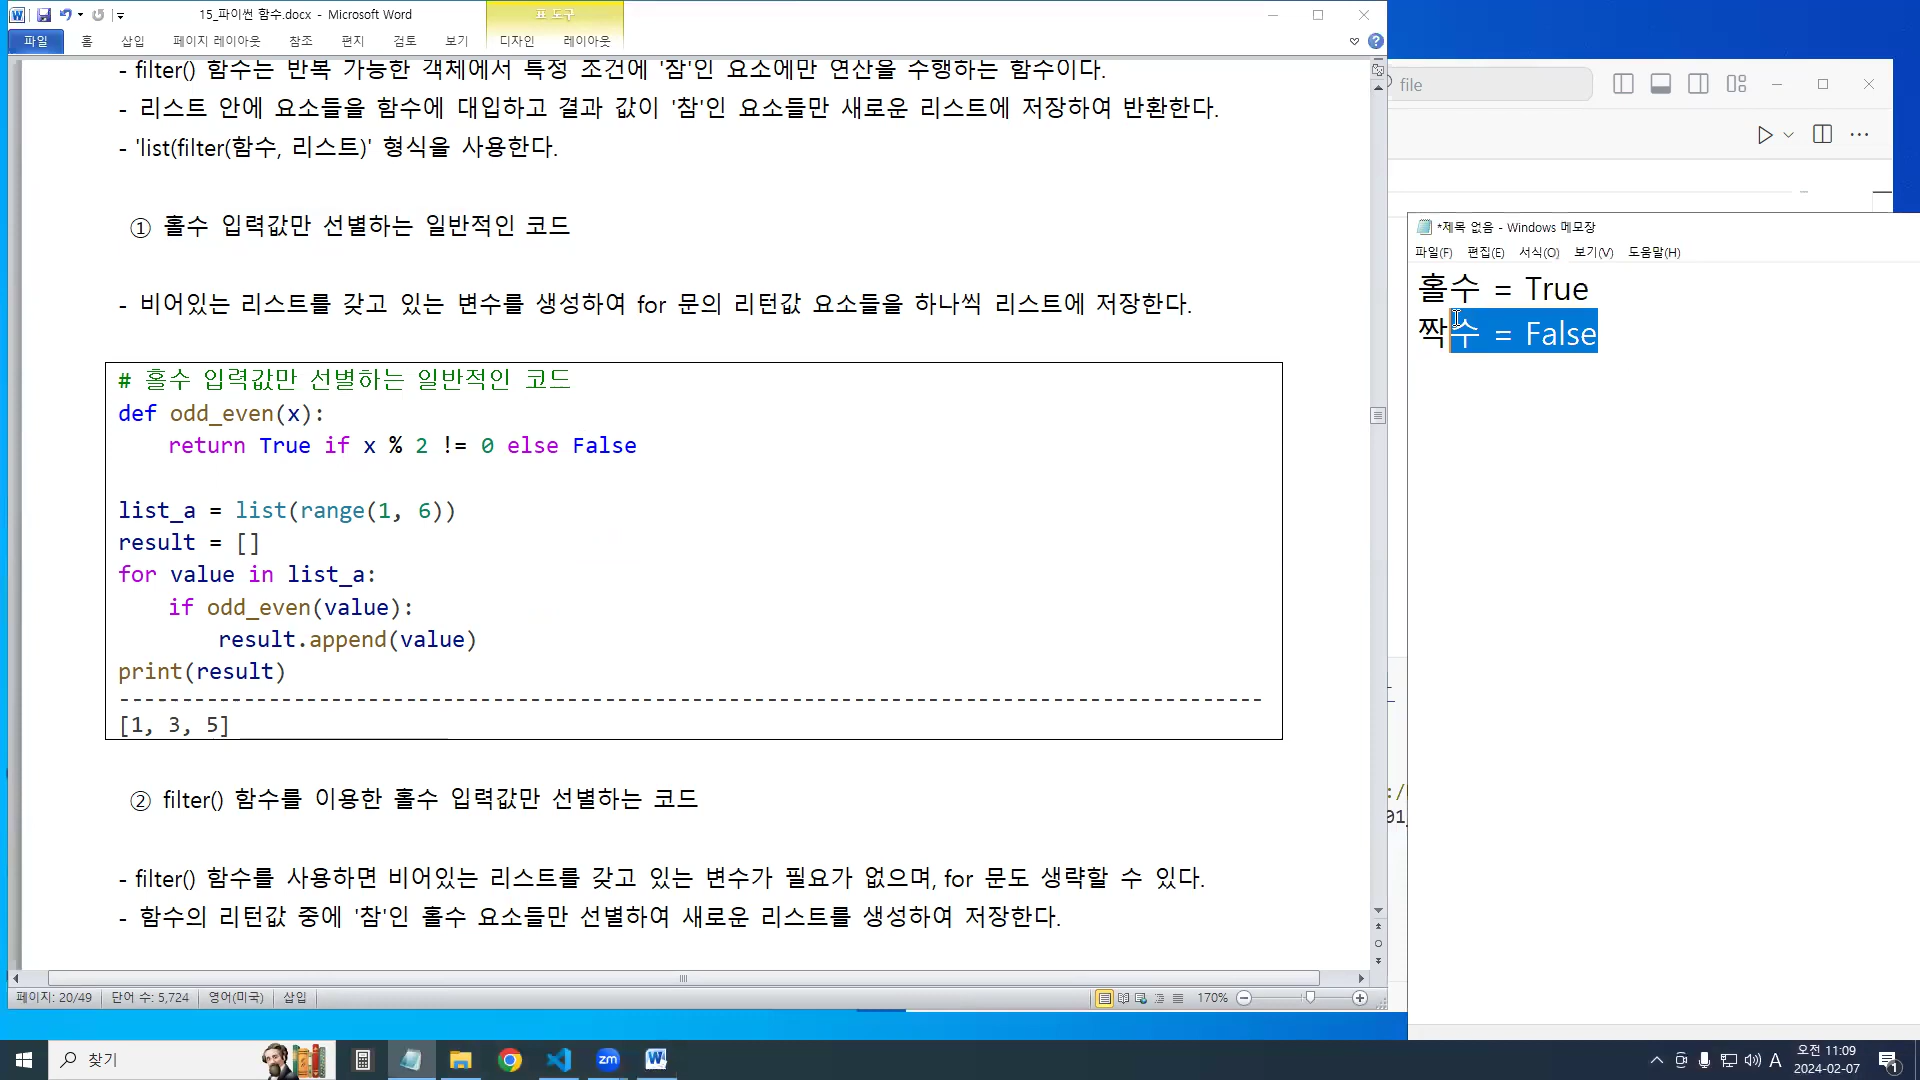 15_파이썬 함수.docx - Microsoft Word
표 도구
파일 홈 삽입 페이지 레이아웃 참조 편지 검토 보기 디자인 레이아웃
- filter() 함수는 반복 가능한 객체에서 특정 조건에 '참'인 요소에만 연산을 수행하는 함수이다.
- 리스트 안에 요소들을 함수에 대입하고 결과 값이 '참'인 요소들만 새로운 리스트에 저장하여 반환한다.
- 'list(filter(함수, 리스트)' 형식을 사용한다.
① 홀수 입력값만 선별하는 일반적인 코드
- 비어있는 리스트를 갖고 있는 변수를 생성하여 for 문의 리턴값 요소들을 하나씩 리스트에 저장한다.
# 홀수 입력값만 선별하는 일반적인 코드
def odd_even(x):
return True if x % 2 != 0 else False
list_a = list(range(1, 6))
result = []
for value in list_a:
if odd_even(value):
result.append(value)
print(result)
[1, 3, 5]
② filter() 함수를 이용한 홀수 입력값만 선별하는 코드
- filter() 함수를 사용하면 비어있는 리스트를 갖고 있는 변수가 필요가 없으며, for 문도 생략할 수 있다.
- 함수의 리턴값 중에 '참'인 홀수 요소들만 선별하여 새로운 리스트를 생성하여 저장한다.
페이지: 20/49 단어 수: 5,724 영어(미국) 삽입 170%
file
*제목 없음 - Windows 메모장
파일(F) 편집(E) 서식(O) 보기(V) 도움말(H)
홀수 = True
짝수 = False
:/
01
찾기
zm
A
오전 11:09
2024-02-07
1